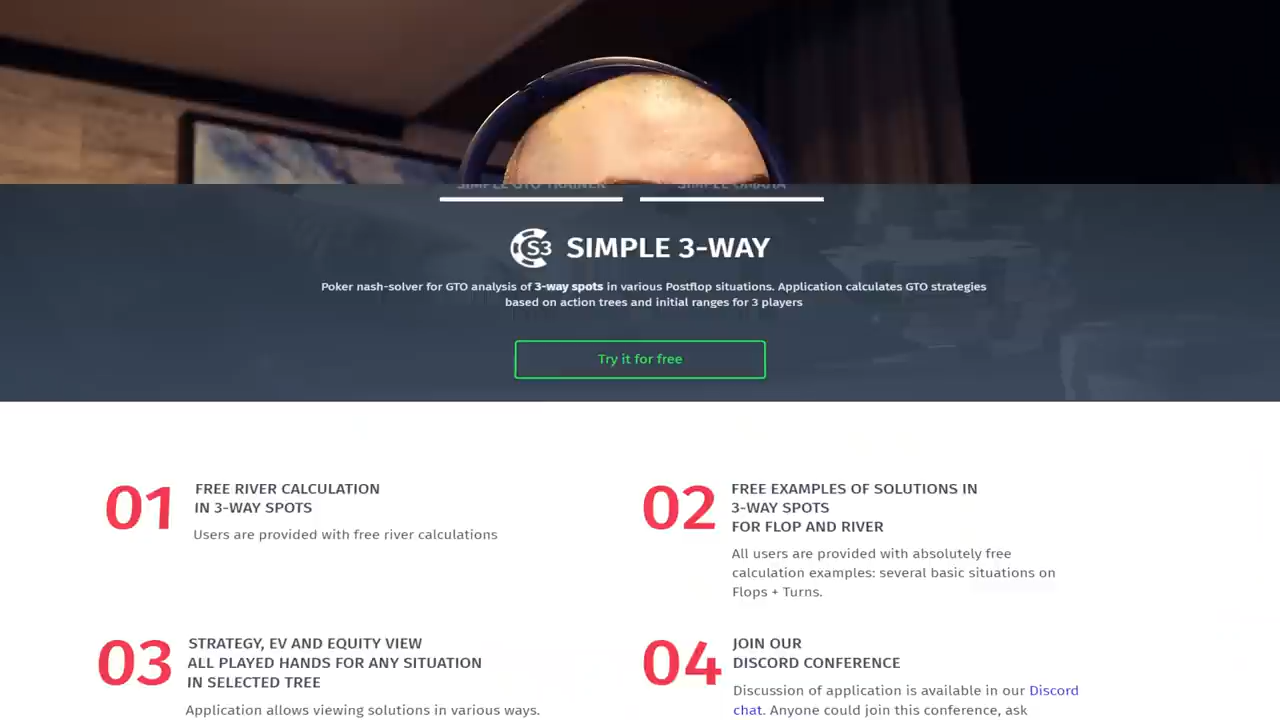 SIMPLE GTO TRAINER
SIMPLE OMAHA
S3 SIMPLE 3-WAY
Poker nash-solver for GTO analysis of 3-way spots in various Postflop situations. Application calculates GTO strategies
based on action trees and initial ranges for 3 players
Try it for free
01
FREE RIVER CALCULATION
IN 3-WAY SPOTS
Users are provided with free river calculations
02
FREE EXAMPLES OF SOLUTIONS IN
3-WAY SPOTS
FOR FLOP AND RIVER
All users are provided with absolutely free
calculation examples: several basic situations on
Flops + Turns.
03
STRATEGY, EV AND EQUITY VIEW
ALL PLAYED HANDS FOR ANY SITUATION
IN SELECTED TREE
Application allows viewing solutions in various ways.
04
JOIN OUR
DISCORD CONFERENCE
Discussion of application is available in our Discord
chat. Anyone could join this conference, ask